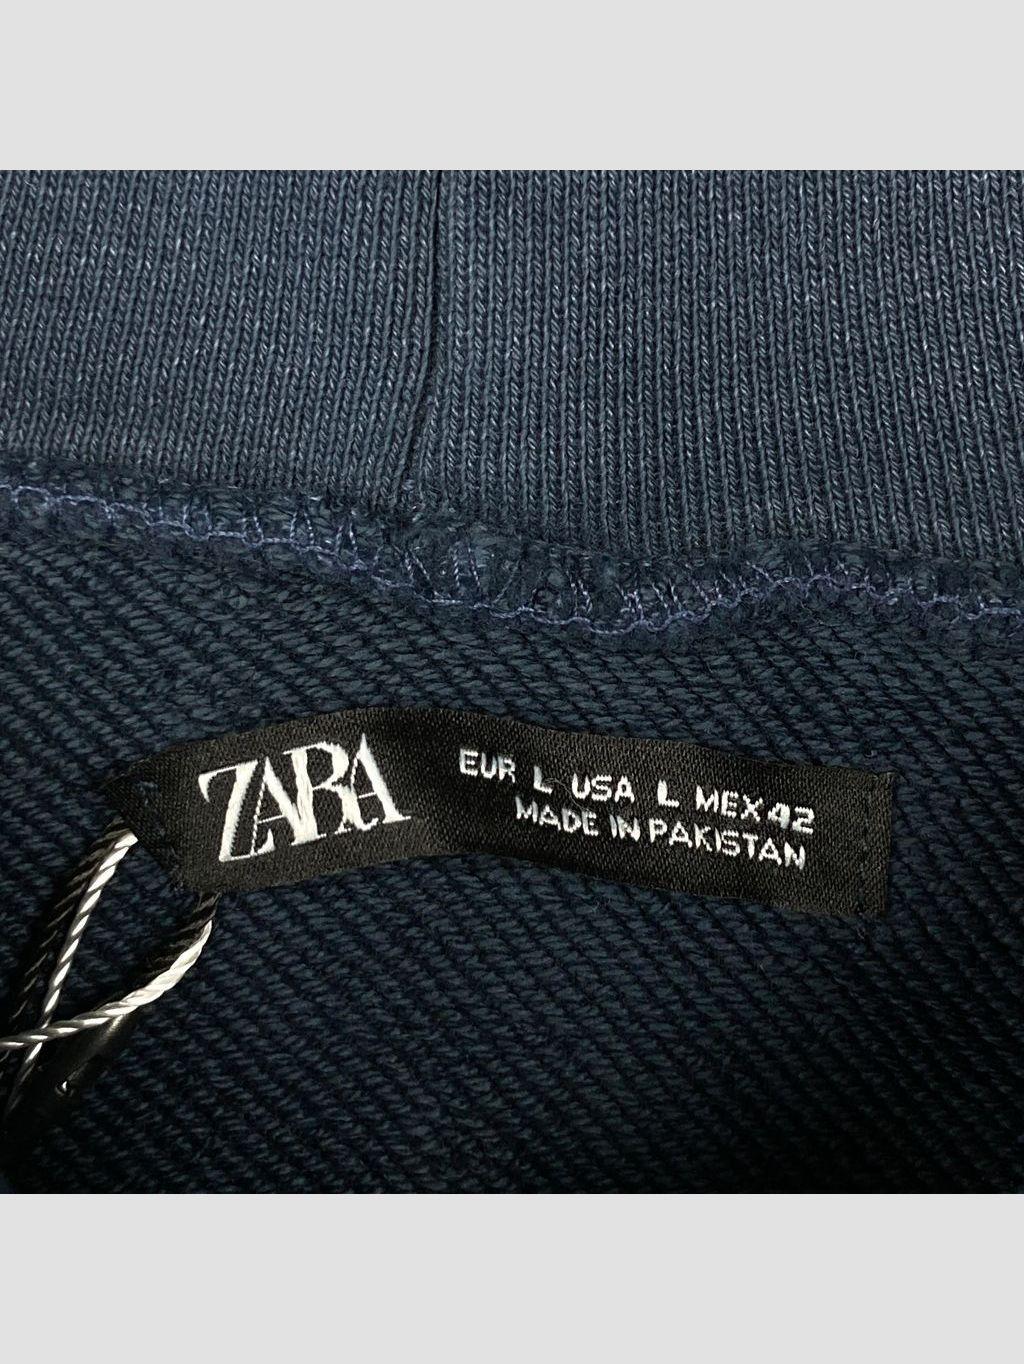 ZARA
EUR L USA L MEX 42
MADE IN PAKISTAN